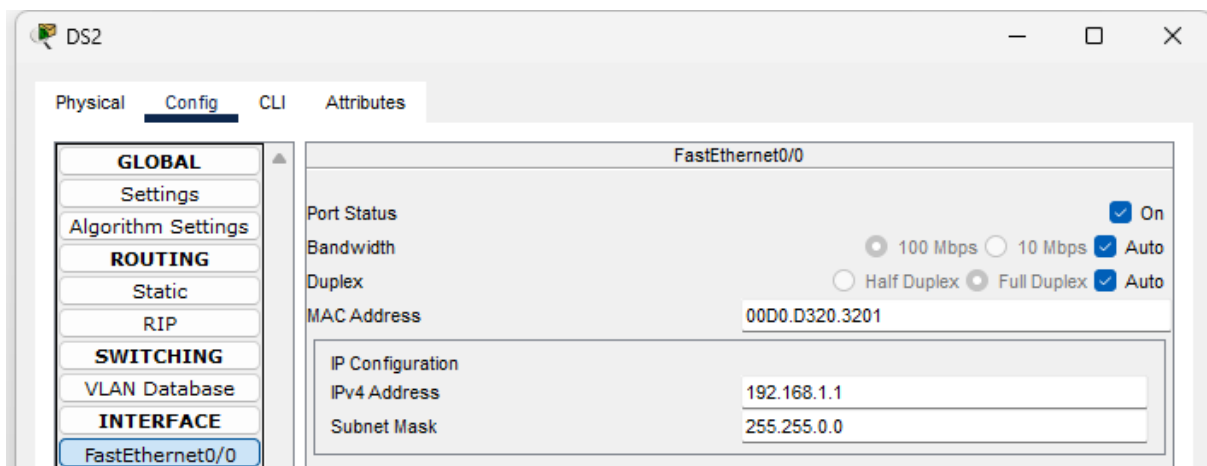 DS2
Physical Config CLI Attributes
GLOBAL
Settings
Algorithm Settings
ROUTING
Static
RIP
SWITCHING
VLAN Database
INTERFACE
FastEthernet0/0
FastEthernet0/0
Port Status On
Bandwidth 100 Mbps 10 Mbps Auto
Duplex Half Duplex Full Duplex Auto
MAC Address 00D0.D320.3201
IP Configuration
IPv4 Address 192.168.1.1
Subnet Mask 255.255.0.0